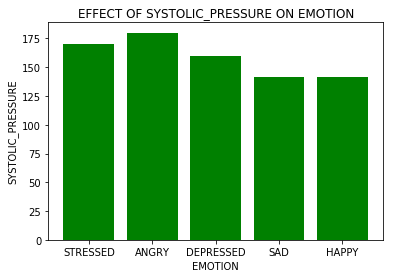 EFFECT OF SYSTOLIC_PRESSURE ON EMOTION
SYSTOLIC_PRESSURE
175
150
125
100
75
50
25
0
STRESSED ANGRY DEPRESSED SAD HAPPY
EMOTION